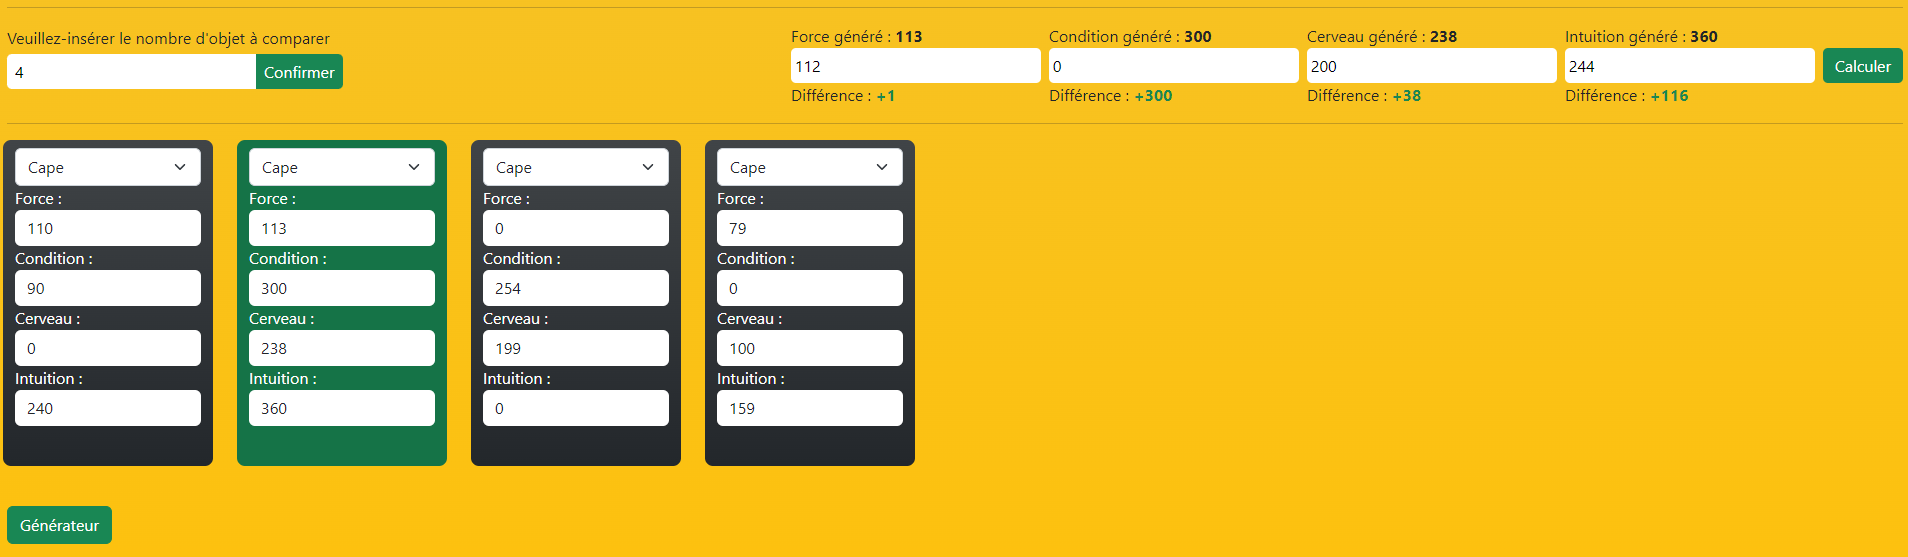 Veuillez-insérer le nombre d'objet à comparer
4 Confirmer
Force généré : 113 Condition généré : 300 Cerveau généré : 238 Intuition généré : 360
112 0 200 244 Calculer
Différence : +1 Différence : +300 Différence : +38 Différence : +116
Cape Cape Cape Cape
Force : Force : Force : Force :
110 113 0 79
Condition : Condition : Condition : Condition :
90 300 254 0
Cerveau : Cerveau : Cerveau : Cerveau :
0 238 199 100
Intuition : Intuition : Intuition : Intuition :
240 360 0 159
Générateur